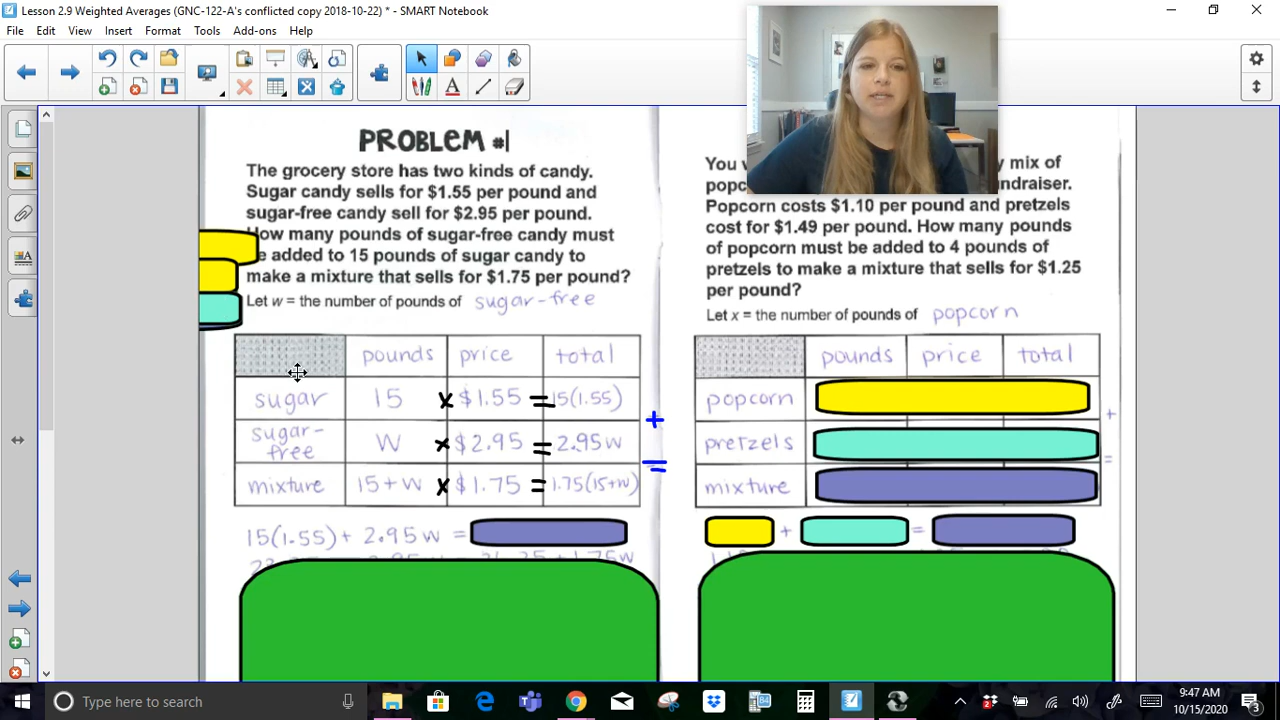 Lesson 2.9 Weighted Averages (GNC-122-A's conflicted copy 2018-10-22) * - SMART Notebook
File Edit View Insert Format Tools Add-ons Help
PROBLEM #1
The grocery store has two kinds of candy.
Sugar candy sells for $1.55 per pound and
sugar-free candy sell for $2.95 per pound.
How many pounds of sugar-free candy must
e added to 15 pounds of sugar candy to
make a mixture that sells for $1.75 per pound?
Let w = the number of pounds of sugar-free
pounds price total
sugar 15 x $1.55 = 15(1.55)
+
sugar-free w x $2.95 = 2.95w
=
mixture 15+w x $1.75 = 1.75(15+w)
15(1.55) + 2.95w =
You mix of
popc ndraiser.
Popcorn costs $1.10 per pound and pretzels
cost for $1.49 per pound. How many pounds
of popcorn must be added to 4 pounds of
pretzels to make a mixture that sells for $1.25
per pound?
Let x = the number of pounds of popcorn
pounds price total
popcorn
+
pretzels
=
mixture
+ =
Type here to search
9:47 AM
10/15/2020